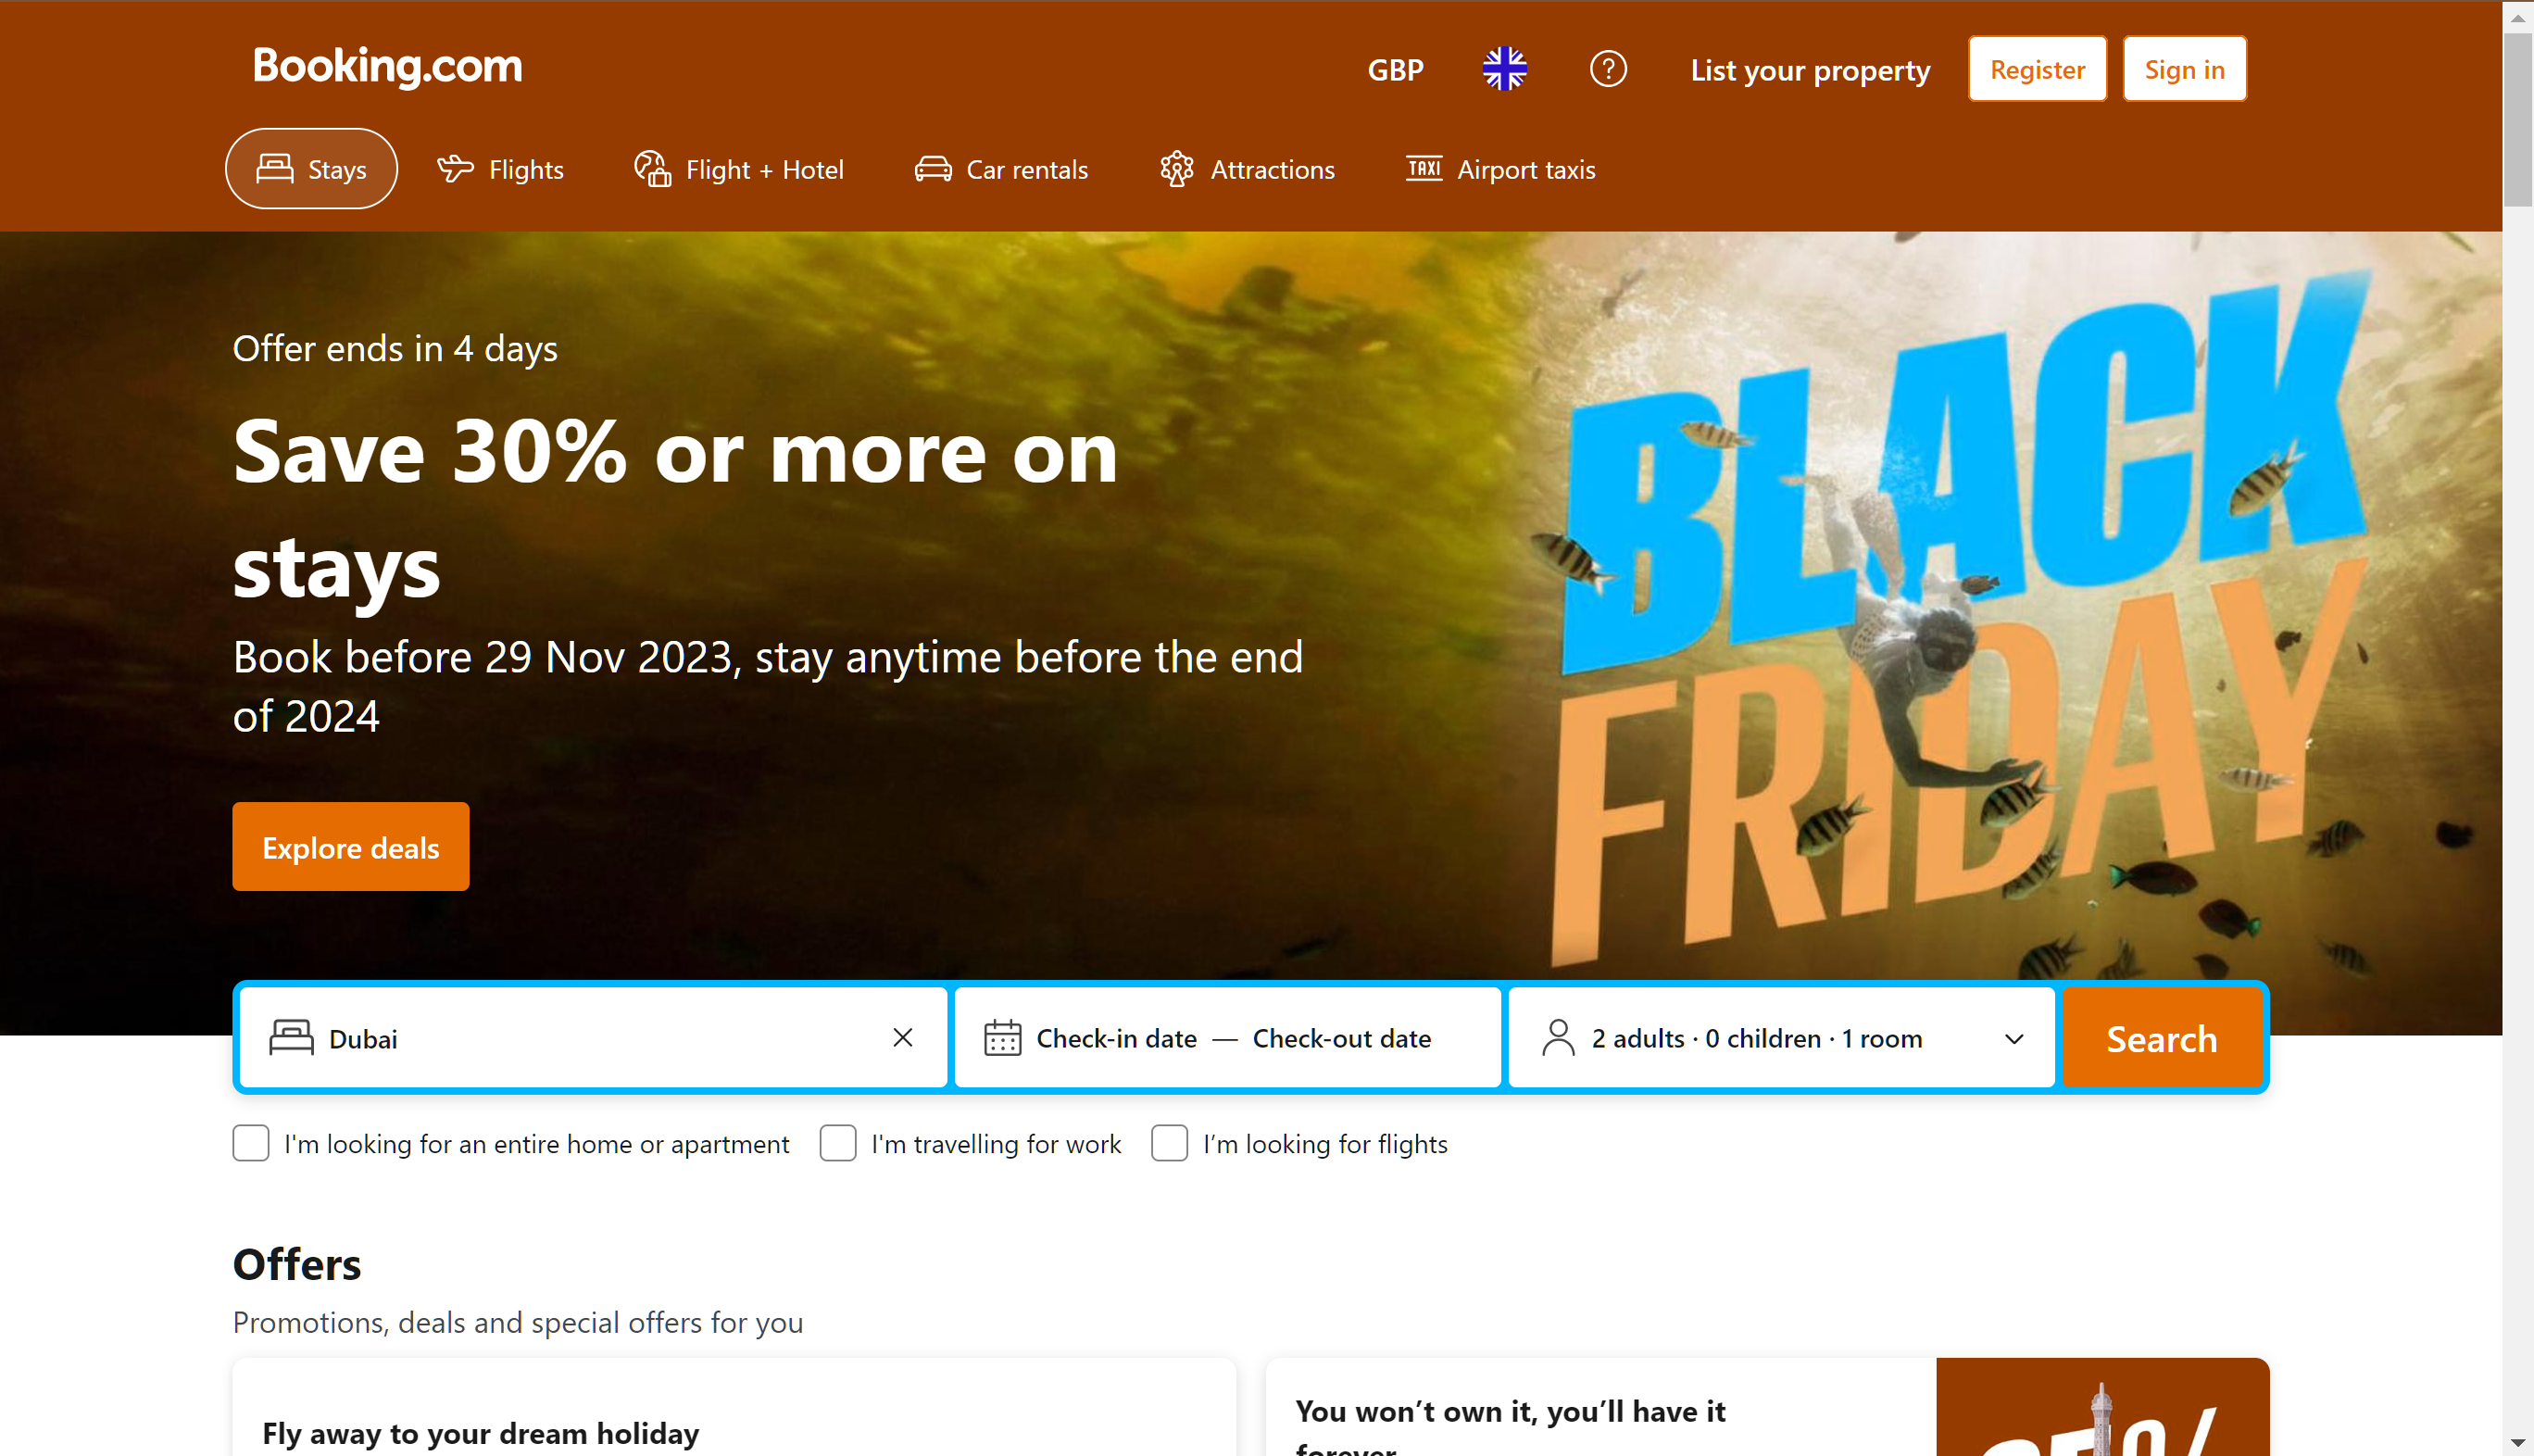 Booking.com
GBP
List your property
Register
Sign in
Stays
Flights
Flight + Hotel
Car rentals
Attractions
TAXI
Airport taxis
Offer ends in 4 days
Save 30% or more on
stays
Book before 29 Nov 2023, stay anytime before the end
of 2024
Explore deals
BLACK
FRIDAY
Dubai
Check-in date — Check-out date
2 adults · 0 children · 1 room
Search
I'm looking for an entire home or apartment
I'm travelling for work
I’m looking for flights
Offers
Promotions, deals and special offers for you
Fly away to your dream holiday
You won’t own it, you’ll have it
forever